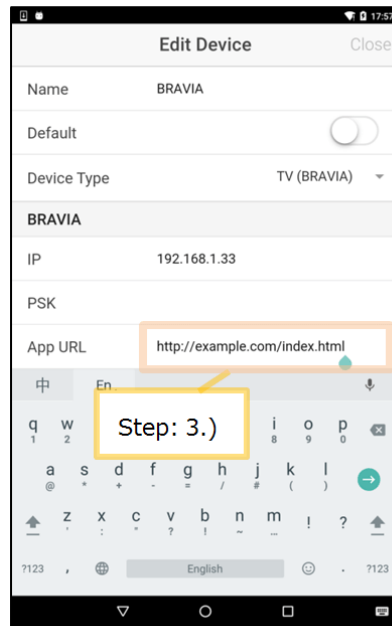 17:57
Edit Device Close
Name BRAVIA
Default
Device Type TV (BRAVIA)
BRAVIA
IP 192.168.1.33
PSK
App URL http://example.com/index.html
中 En,
Step: 3.)
q w i o p
1 2 8 9 0
a s d f g h j k l
@ * + - = / # ( )
z x c v b n m ! ?
' : " ? ! ~ ...
?123 , English . ?123